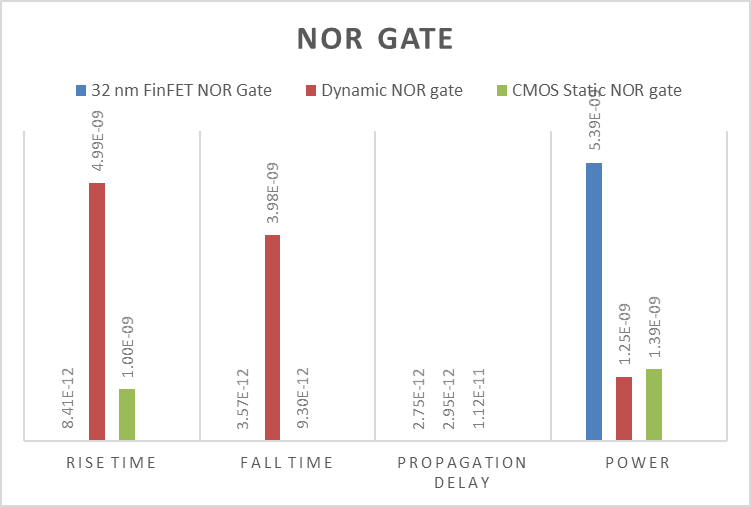 NOR GATE
32 nm FinFET NOR Gate Dynamic NOR gate CMOS Static NOR gate
8.41E-12
4.99E-09
1.00E-09
3.57E-12
3.98E-09
9.30E-12
2.75E-12
2.95E-12
1.12E-11
5.39E-09
1.25E-09
1.39E-09
RISE TIME
FALL TIME
PROPAGATION
DELAY
POWER